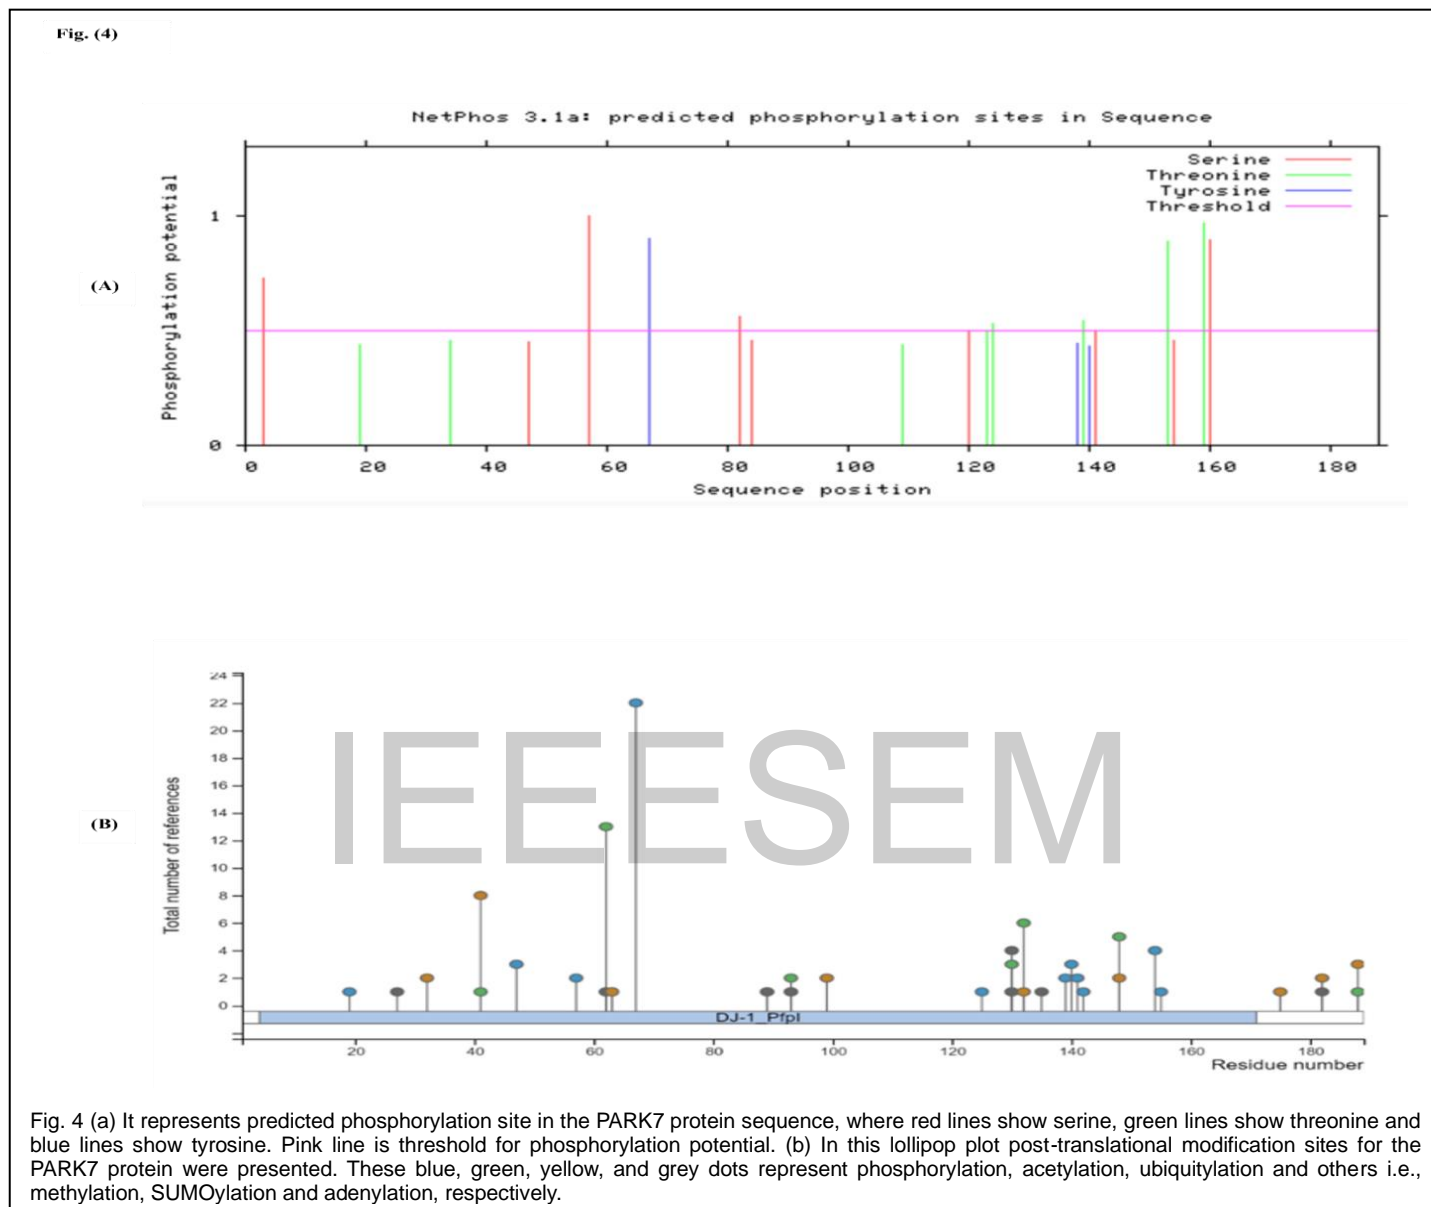 Fig. (4)
NetPhos 3.1a: predicted phosphorylation sites in Sequence
Phosphorylation potential
Serine
Threonine
Tyrosine
Threshold
1
0
(A)
0 20 40 60 80 100 120 140 160 180
Sequence position
IEEESEM
Total number of references
24
22
20
18
16
14
12
10
8
6
4
2
0
(B)
DJ-1_PfpI
20 40 60 80 100 120 140 160 180
Residue number
Fig. 4 (a) It represents predicted phosphorylation site in the PARK7 protein sequence, where red lines show serine, green lines show threonine and
blue lines show tyrosine. Pink line is threshold for phosphorylation potential. (b) In this lollipop plot post-translational modification sites for the
PARK7 protein were presented. These blue, green, yellow, and grey dots represent phosphorylation, acetylation, ubiquitylation and others i.e.,
methylation, SUMOylation and adenylation, respectively.